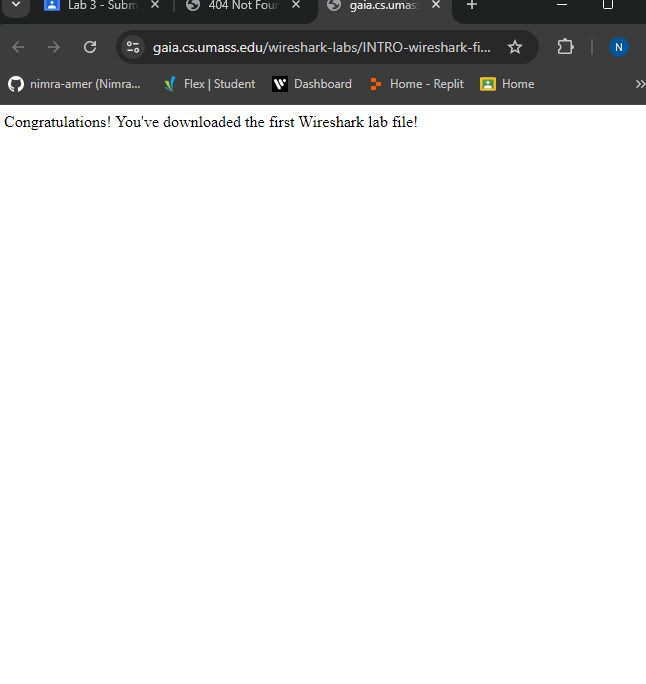 Lab 3 - Subm
404 Not Foun
gaia.cs.umas
gaia.cs.umass.edu/wireshark-labs/INTRO-wireshark-fi...
N
nimra-amer (Nimra...
Flex | Student
Dashboard
Home - Replit
Home
Congratulations! You've downloaded the first Wireshark lab file!